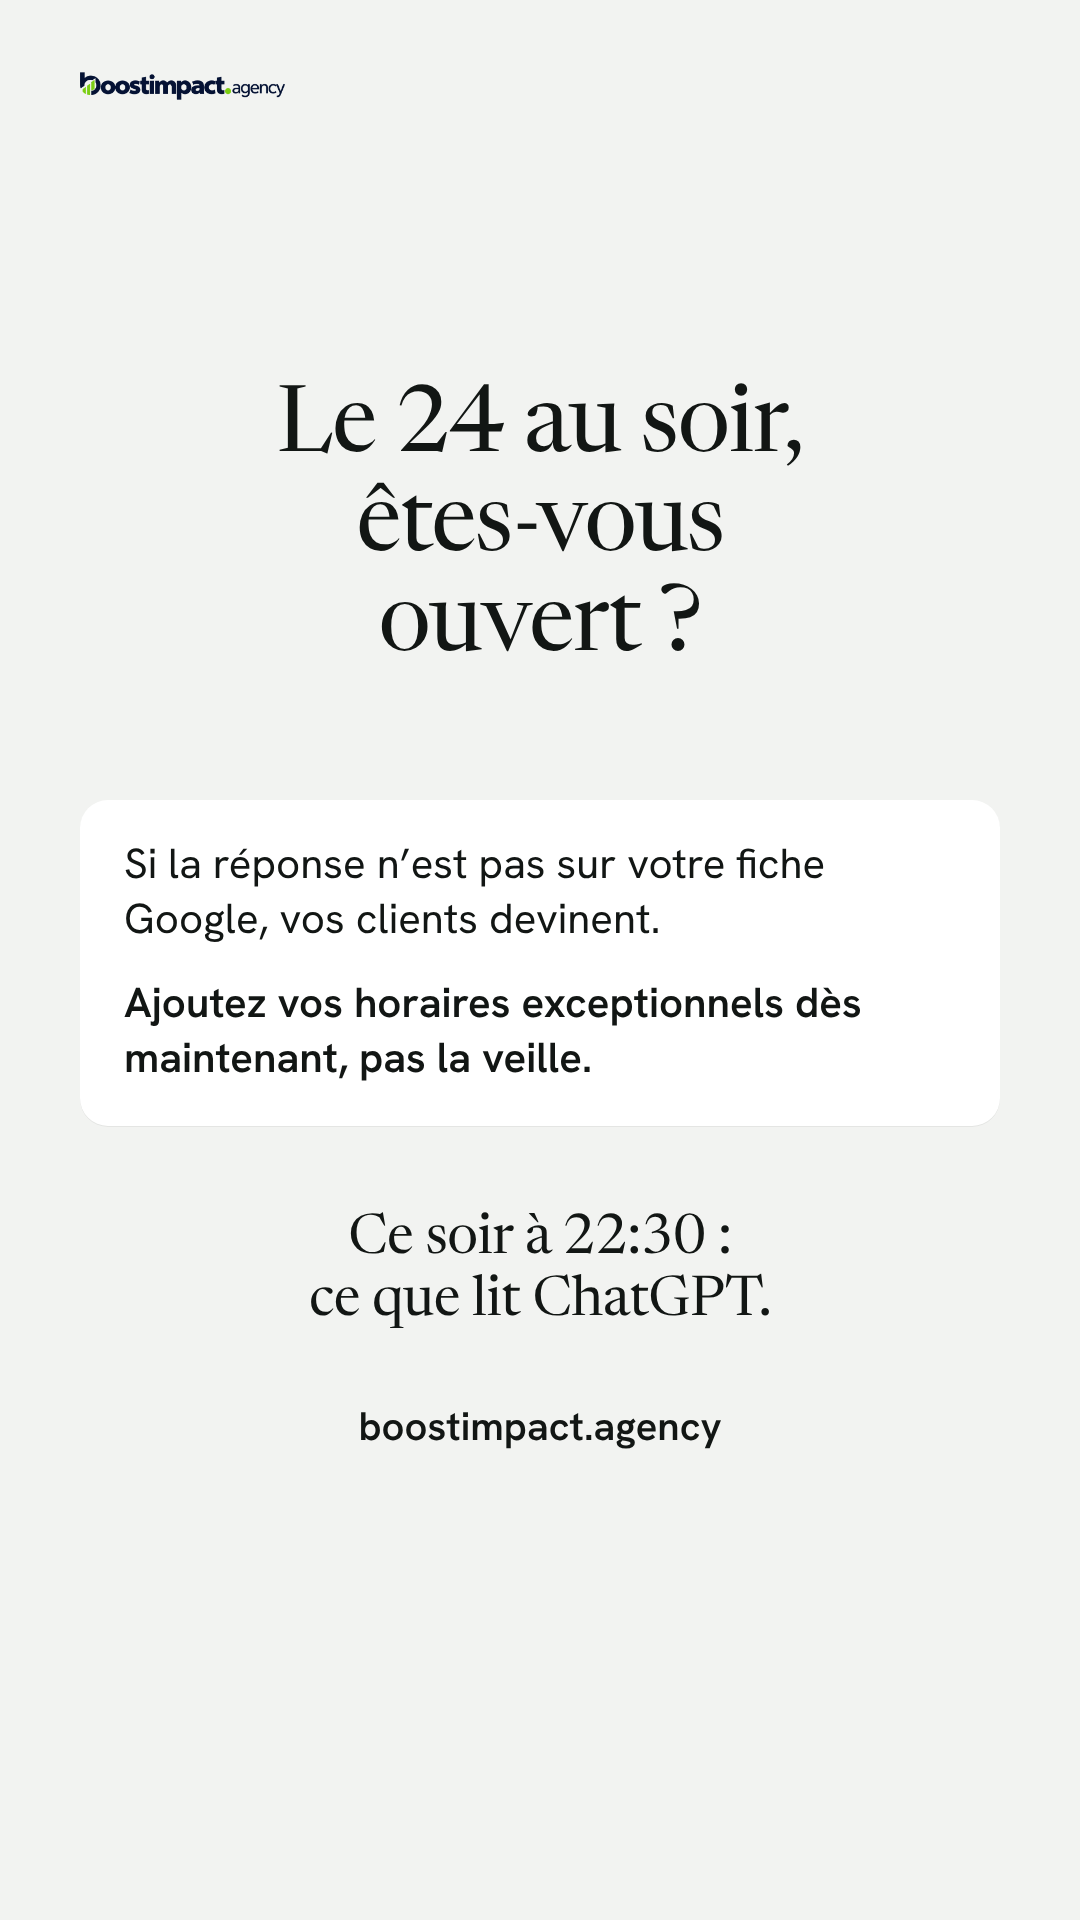 boostimpact.agency
Le 24 au soir,
êtes-vous
ouvert ?
Si la réponse n’est pas sur votre fiche
Google, vos clients devinent.
Ajoutez vos horaires exceptionnels dès
maintenant, pas la veille.
Ce soir à 22:30 :
ce que lit ChatGPT.
boostimpact.agency